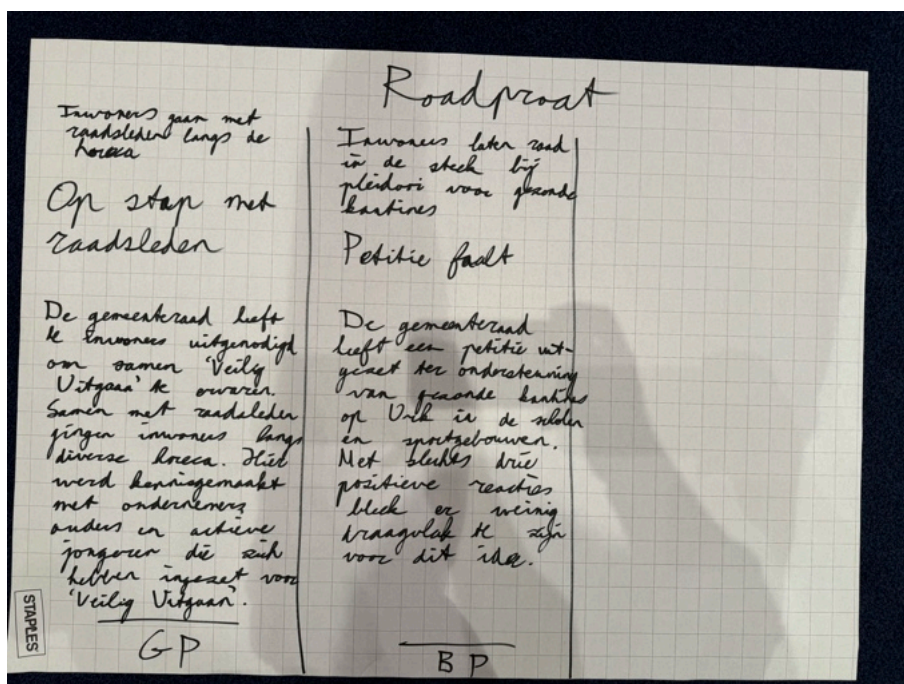 Roadproat
Inwoners gaan met
raadsleden langs de
horeca
Op stap met
raadsleden
De gemeenteraad heeft
de inwoners uitgenodigd
om samen 'Veilig
Uitgaan' te ervaren.
Samen met raadsleden
gingen inwoners langs
diverse horeca. Hier
werd kennisgemaakt
met ondernemers
ouders en actieve
jongeren die zich
hebben ingezet voor
'Veilig Uitgaan'.
GP
Inwoners laten raad
in de steek bij
pleidooi voor gezonde
kantines
Petitie faalt
De gemeenteraad
heeft een petitie uit-
gezet ter ondersteuning
van gezonde kantines
op Urk in de scholen
en sportgebouwen.
Met slechts drie
positieve reacties
bleek er weinig
draagvlak te zijn
voor dit idee.
BP
STAPLES